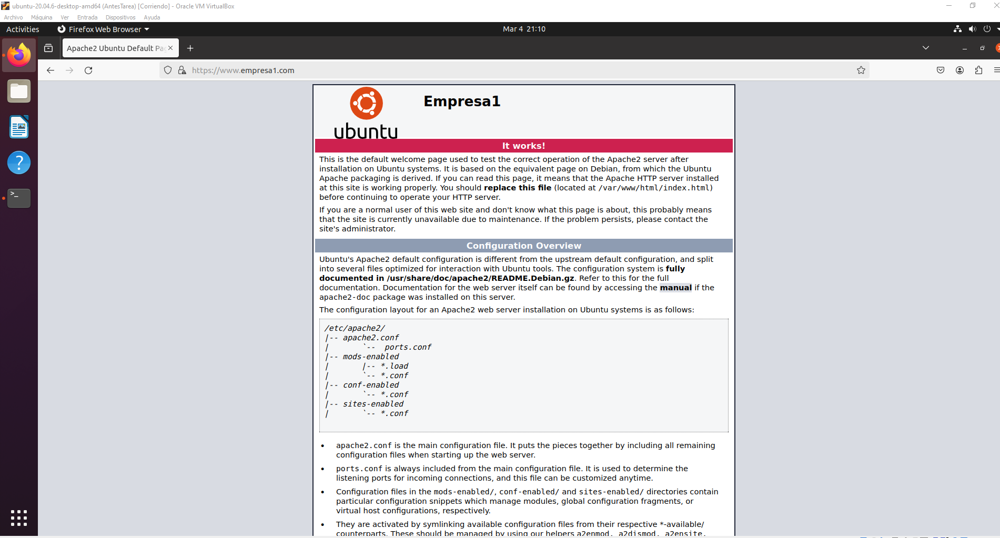 ubuntu-20.04.6-desktop-amd64 (AntesTarea) [Corriendo] - Oracle VM VirtualBox
Archivo Máquina Ver Entrada Dispositivos Ayuda
Activities Firefox Web Browser Mar 4 21:10
Apache2 Ubuntu Default Pa
https://www.empresa1.com
ubuntu
Empresa1
It works!
This is the default welcome page used to test the correct operation of the Apache2 server after
installation on Ubuntu systems. It is based on the equivalent page on Debian, from which the Ubuntu
Apache packaging is derived. If you can read this page, it means that the Apache HTTP server installed
at this site is working properly. You should replace this file (located at /var/www/html/index.html)
before continuing to operate your HTTP server.
If you are a normal user of this web site and don't know what this page is about, this probably means
that the site is currently unavailable due to maintenance. If the problem persists, please contact the
site's administrator.
Configuration Overview
Ubuntu's Apache2 default configuration is different from the upstream default configuration, and split
into several files optimized for interaction with Ubuntu tools. The configuration system is fully
documented in /usr/share/doc/apache2/README.Debian.gz. Refer to this for the full
documentation. Documentation for the web server itself can be found by accessing the manual if the
apache2-doc package was installed on this server.
The configuration layout for an Apache2 web server installation on Ubuntu systems is as follows:
/etc/apache2/
|-- apache2.conf
|       `--  ports.conf
|-- mods-enabled
|       |-- *.load
|       `-- *.conf
|-- conf-enabled
|       `-- *.conf
|-- sites-enabled
|       `-- *.conf
• apache2.conf is the main configuration file. It puts the pieces together by including all remaining
configuration files when starting up the web server.
• ports.conf is always included from the main configuration file. It is used to determine the
listening ports for incoming connections, and this file can be customized anytime.
• Configuration files in the mods-enabled/, conf-enabled/ and sites-enabled/ directories contain
particular configuration snippets which manage modules, global configuration fragments, or
virtual host configurations, respectively.
• They are activated by symlinking available configuration files from their respective *-available/
counterparts. These should be managed by using our helpers a2enmod, a2dismod, a2ensite,